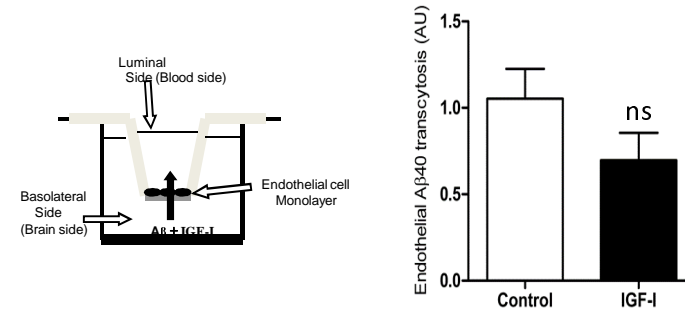 Luminal
Side (Blood side)
Basolateral
Side
(Brain side)
Endothelial cell
Monolayer
Aβ + IGF-I
Endothelial Aβ40 transcytosis (AU)
1.5
1.0
0.5
0.0
ns
Control
IGF-I